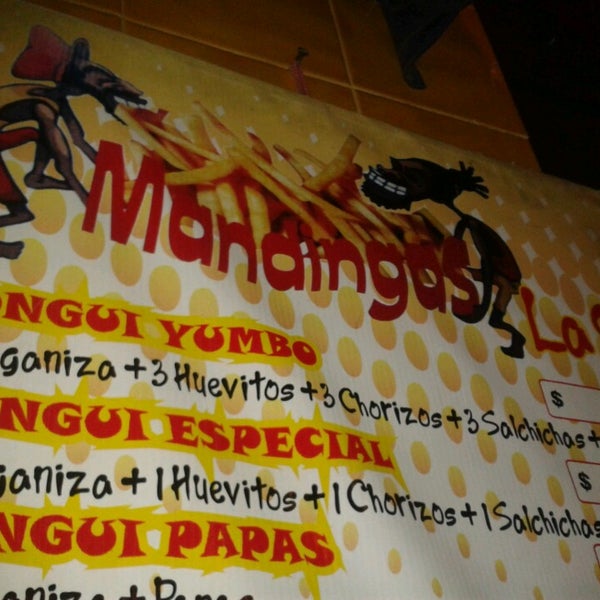 Mandingas
La
ONGUI YUMBO
ganiza + 3 Huevitos + 3 Chorizos + 3 Salchichas +
$
NGUI ESPECIAL
ganiza + 1 Huevitos + 1 Chorizos + 1 Salchichas
$
NGUI PAPAS